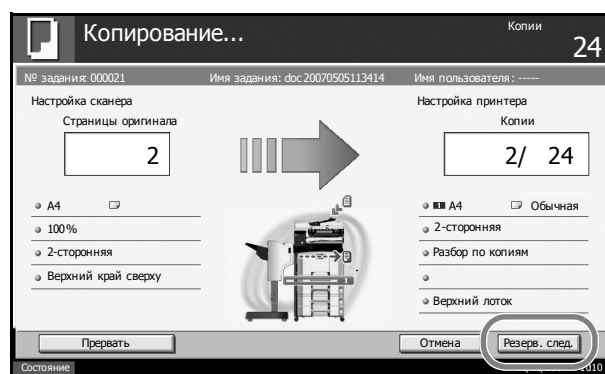 Копирование...
Копии
24
№ задания: 000021 Имя задания: doc20070505113414 Имя пользователя: -----
Настройка сканера
Страницы оригинала
2
A4
100%
2-сторонняя
Верхний край сверху
Настройка принтера
Копии
2/ 24
1 A4 Обычная
2-сторонняя
Разбор по копиям
Верхний лоток
Прервать
Отмена
Резерв. след.
Состояние